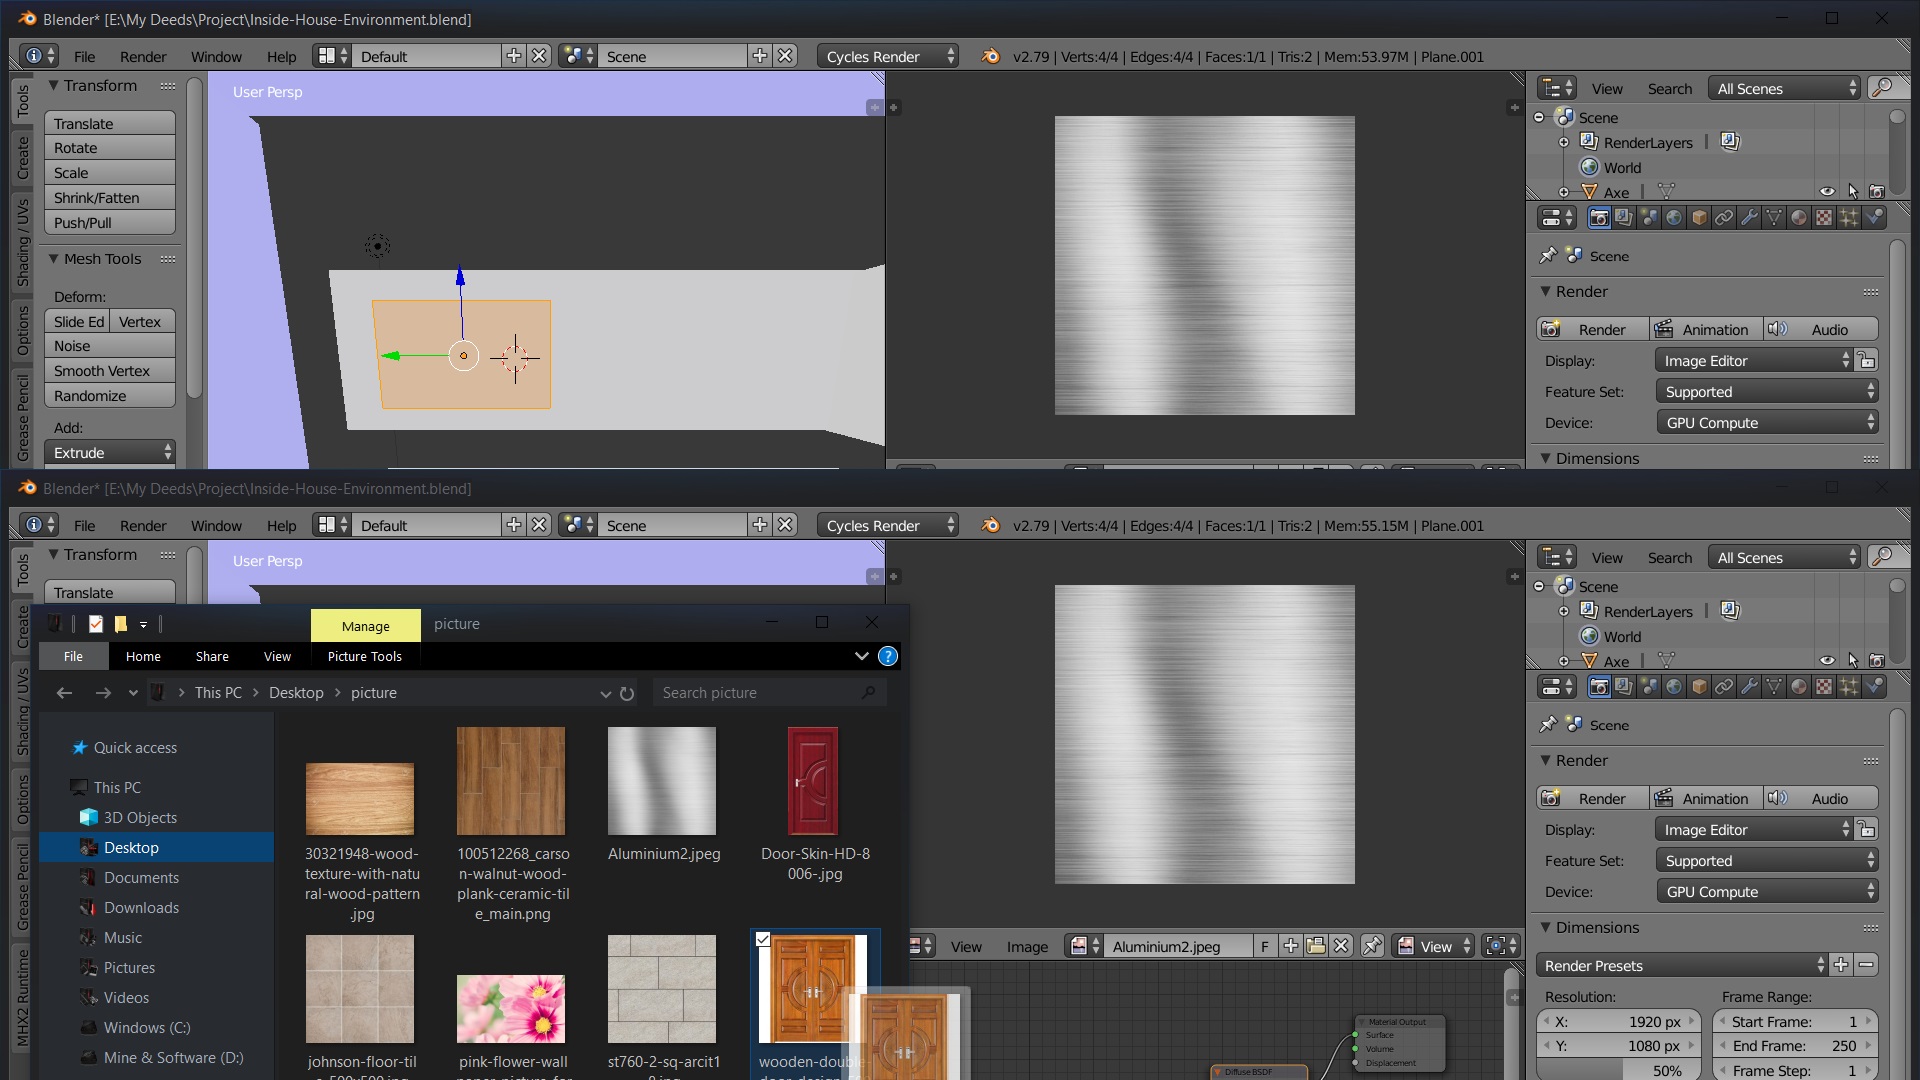 Blender* [E:\My Deeds\Project\Inside-House-Environment.blend]
File Render Window Help Default Scene Cycles Render v2.79 | Verts:4/4 | Edges:4/4 | Faces:1/1 | Tris:2 | Mem:53.97M | Plane.001
Tools
Create
Shading / UVs
Options
Grease Pencil
Transform
Translate
Rotate
Scale
Shrink/Fatten
Push/Pull
Mesh Tools
Deform:
Slide Ed Vertex
Noise
Smooth Vertex
Randomize
Add:
Extrude
User Persp
View Search All Scenes
Scene
RenderLayers
World
Axe
Scene
Render
Render Animation Audio
Display: Image Editor
Feature Set: Supported
Device: GPU Compute
Dimensions
Blender* [E:\My Deeds\Project\Inside-House-Environment.blend]
File Render Window Help Default Scene Cycles Render v2.79 | Verts:4/4 | Edges:4/4 | Faces:1/1 | Tris:2 | Mem:55.15M | Plane.001
Tools
Create
Shading / UVs
Options
Grease Pencil
MHX2 Runtime
Transform
Translate
User Persp
Manage picture
File Home Share View Picture Tools
This PC Desktop picture
Search picture
Quick access
This PC
3D Objects
Desktop
Documents
Downloads
Music
Pictures
Videos
Windows (C:)
Mine & Software (D:)
30321948-wood-
texture-with-natu
ral-wood-pattern
.jpg
100512268_carso
n-walnut-wood-
plank-ceramic-til
e_main.png
Aluminium2.jpeg
Door-Skin-HD-8
006-.jpg
johnson-floor-til
pink-flower-wall
st760-2-sq-arcit1
wooden-double
View Image Aluminium2.jpeg F View
Material Output
Surface
Volume
Displacement
Diffuse BSDF
View Search All Scenes
Scene
RenderLayers
World
Axe
Scene
Render
Render Animation Audio
Display: Image Editor
Feature Set: Supported
Device: GPU Compute
Dimensions
Render Presets
Resolution: Frame Range:
X: 1920 px Start Frame: 1
Y: 1080 px End Frame: 250
50% Frame Step: 1